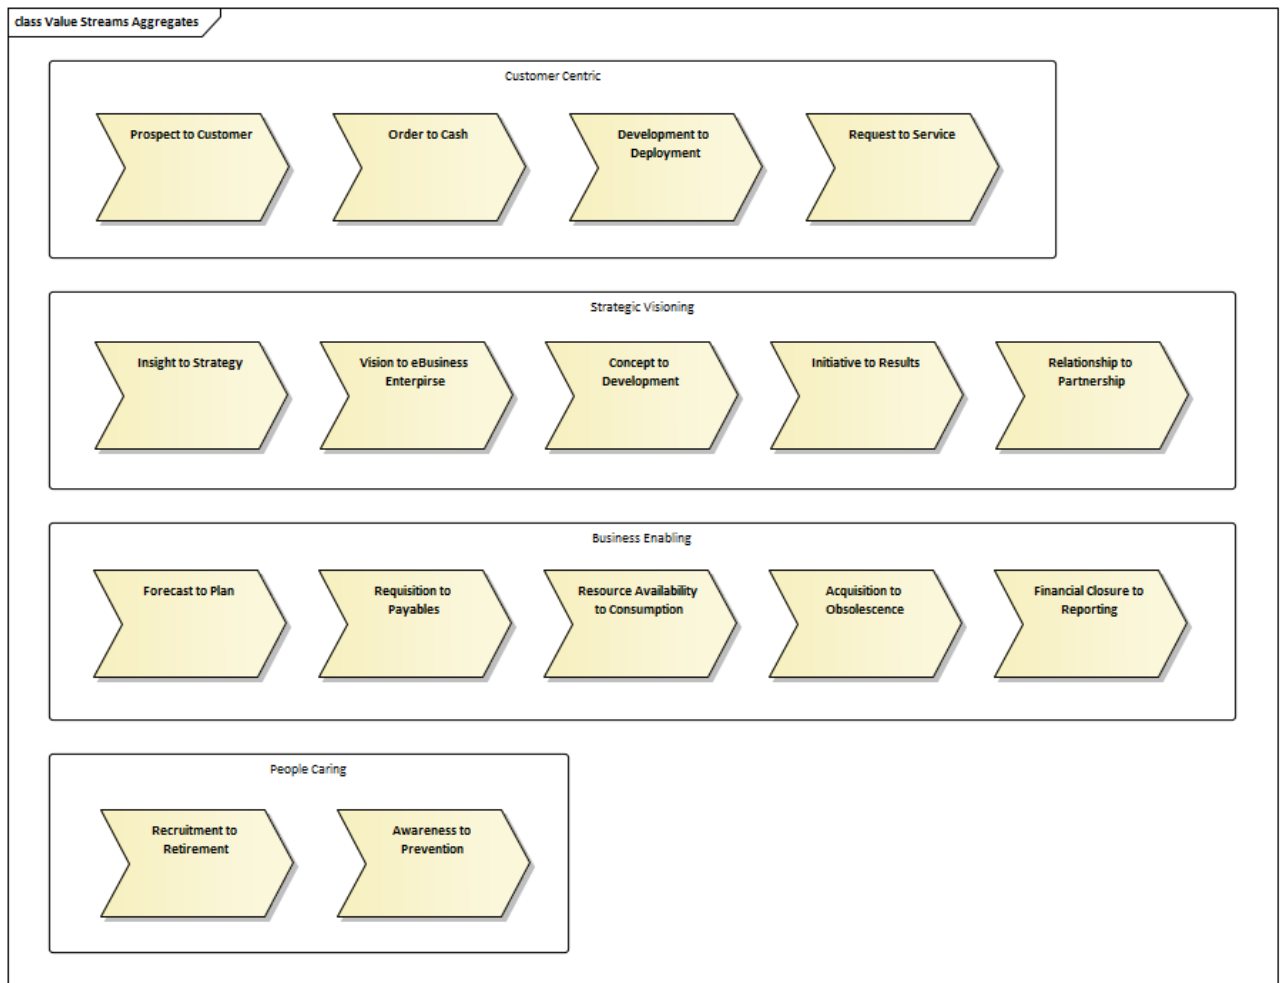 class Value Streams Aggregates
Customer Centric
Prospect to Customer
Order to Cash
Development to
Deployment
Request to Service
Strategic Visioning
Insight to Strategy
Vision to eBusiness
Enterpirse
Concept to
Development
Initiative to Results
Relationship to
Partnership
Business Enabling
Forecast to Plan
Requisition to
Payables
Resource Availability
to Consumption
Acquisition to
Obsolescence
Financial Closure to
Reporting
People Caring
Recruitment to
Retirement
Awareness to
Prevention